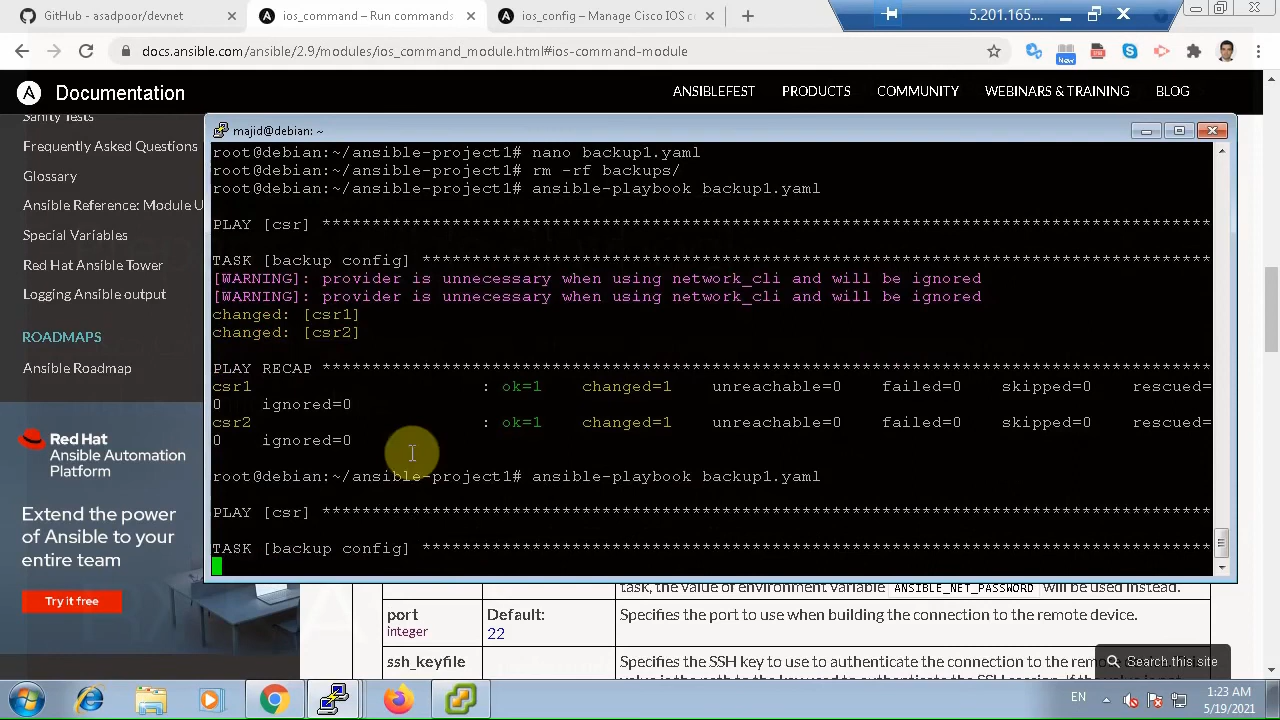 GitHub - asadpoor/devnet
ios_command – Run commands
ios_config – Manage Cisco IOS c
5.201.165....
docs.ansible.com/ansible/2.9/modules/ios_command_module.html#ios-command-module
New
Documentation
ANSIBLEFEST
PRODUCTS
COMMUNITY
WEBINARS & TRAINING
BLOG
Sanity Tests
Frequently Asked Questions
Glossary
Ansible Reference: Module U
Special Variables
Red Hat Ansible Tower
Logging Ansible output
ROADMAPS
Ansible Roadmap
Red Hat
Ansible Automation
Platform
Extend the power
of Ansible to your
entire team
Try it free
majid@debian: ~
root@debian:~/ansible-project1# nano backup1.yaml
root@debian:~/ansible-project1# rm -rf backups/
root@debian:~/ansible-project1# ansible-playbook backup1.yaml
PLAY [csr] *****************************************************************************************
TASK [backup config] *******************************************************************************
[WARNING]: provider is unnecessary when using network_cli and will be ignored
[WARNING]: provider is unnecessary when using network_cli and will be ignored
changed: [csr1]
changed: [csr2]
PLAY RECAP *****************************************************************************************
csr1 : ok=1 changed=1 unreachable=0 failed=0 skipped=0 rescued=
0 ignored=0
csr2 : ok=1 changed=1 unreachable=0 failed=0 skipped=0 rescued=
0 ignored=0
root@debian:~/ansible-project1# ansible-playbook backup1.yaml
PLAY [csr] *****************************************************************************************
TASK [backup config] *******************************************************************************
task, the value of environment variable ANSIBLE_NET_PASSWORD will be used instead.
port
integer
Default:
22
Specifies the port to use when building the connection to the remote device.
ssh_keyfile
Specifies the SSH key to use to authenticate the connection to the remote
Search this site
EN
1:23 AM
5/19/2021